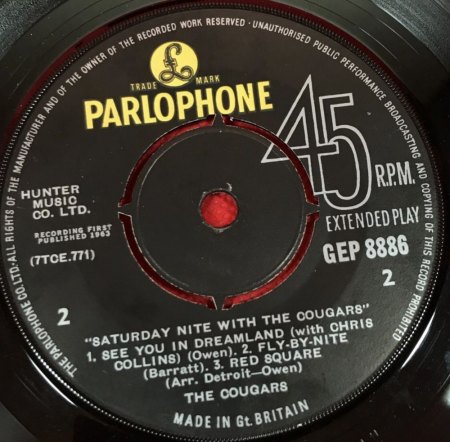 THE PARLOPHONE CO.LTD. ALL RIGHTS OF THE MANUFACTURER AND OF THE OWNER OF THE RECORDED WORK RESERVED · UNAUTHORISED PUBLIC PERFORMANCE BROADCASTING AND COPYING OF THIS RECORD PROHIBITED
£
TRADE MARK
PARLOPHONE
45
R.P.M.
EXTENDED PLAY
HUNTER
MUSIC
CO. LTD.
RECORDING FIRST
PUBLISHED 1963
(7TCE.771)
GEP 8886
2
2
"SATURDAY NITE WITH THE COUGARS"
1. SEE YOU IN DREAMLAND (with CHRIS
COLLINS) (Owen). 2. FLY-BY-NITE
(Barratt). 3. RED SQUARE
(Arr. Detroit—Owen)
THE COUGARS
MADE IN Gt. BRITAIN